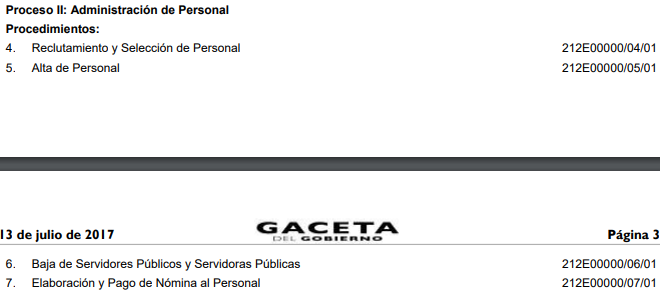 Proceso II: Administración de Personal
Procedimientos:
4. Reclutamiento y Selección de Personal 212E00000/04/01
5. Alta de Personal 212E00000/05/01
13 de julio de 2017 GACETA DEL GOBIERNO Página 3
6. Baja de Servidores Públicos y Servidoras Públicas 212E00000/06/01
7. Elaboración y Pago de Nómina al Personal 212E00000/07/01